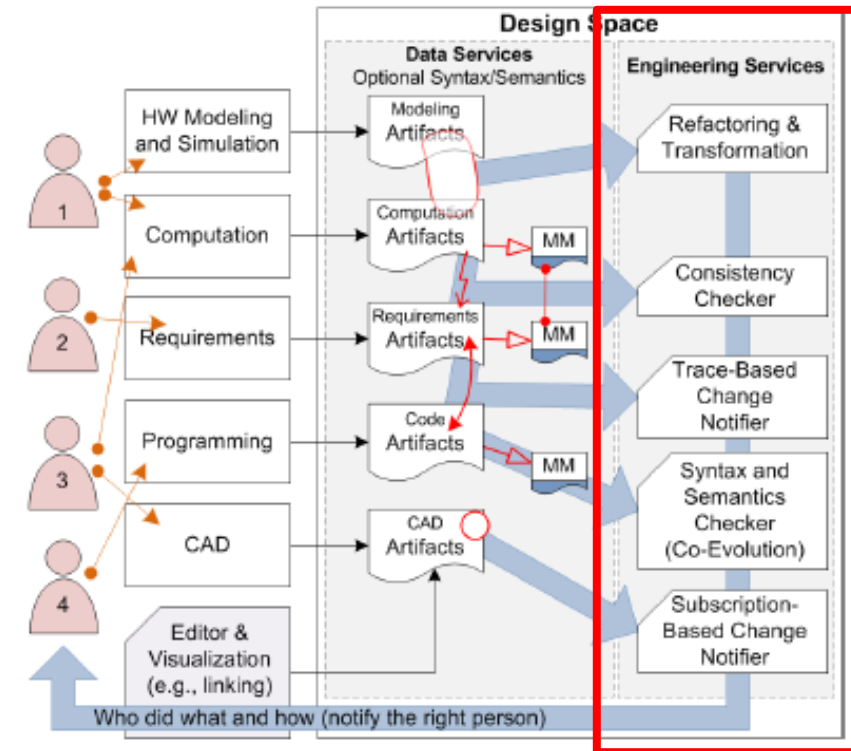 Design Space
Data Services
Optional Syntax/Semantics
Engineering Services
HW Modeling
and Simulation
Modeling
Artifacts
Refactoring &
Transformation
1
Computation
Computation
Artifacts
MM
Consistency
Checker
2
Requirements
Requirements
Artifacts
MM
Trace-Based
Change
Notifier
3
Programming
Code
Artifacts
MM
Syntax and
Semantics
Checker
(Co-Evolution)
CAD
CAD
Artifacts
4
Editor &
Visualization
(e.g., linking)
Subscription-
Based Change
Notifier
Who did what and how (notify the right person)